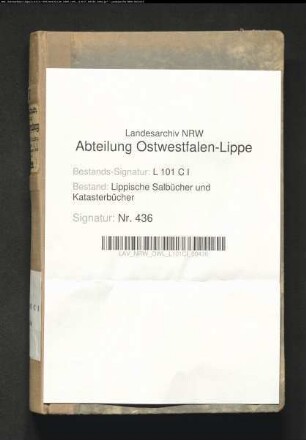 Landesarchiv NRW
Abteilung Ostwestfalen-Lippe
Bestands-Signatur: L 101 C I
Bestand: Lippische Salbücher und
Katasterbücher
Signatur: Nr. 436